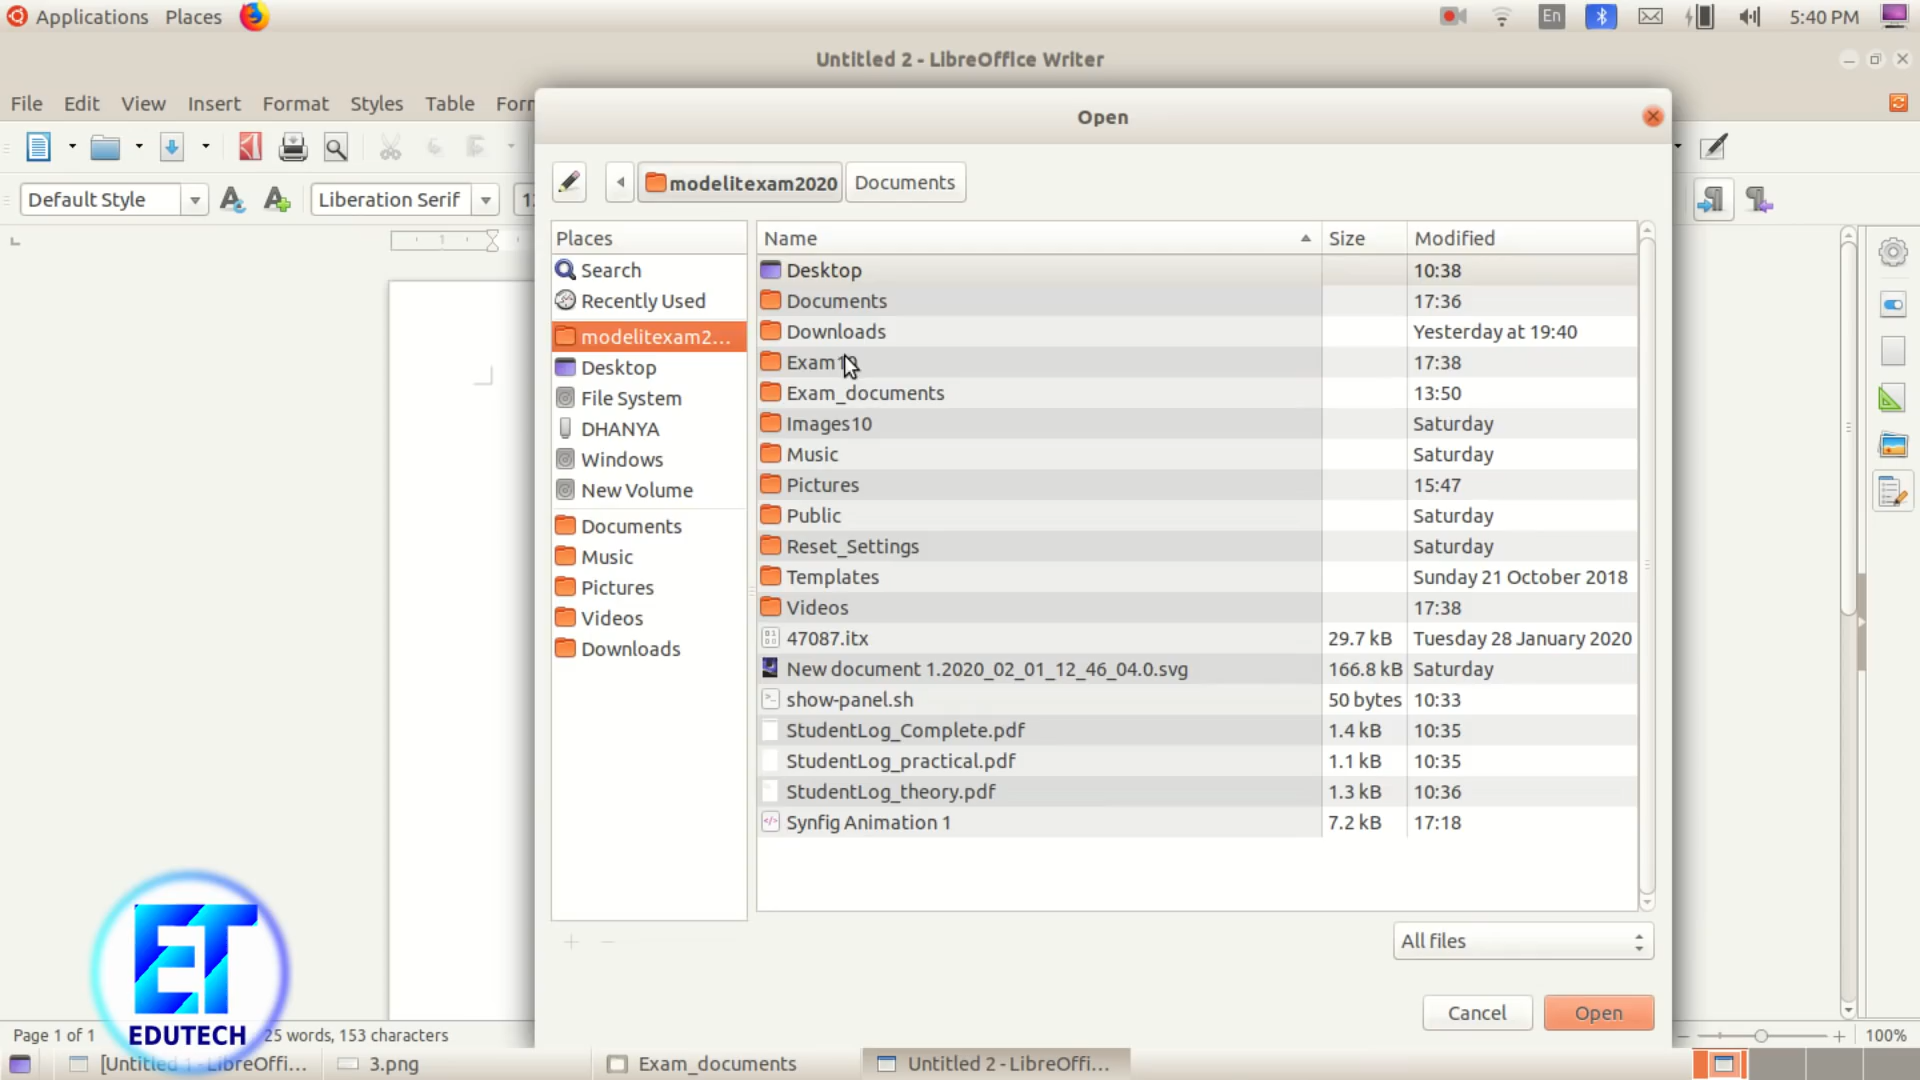 Applications Places
En
5:40 PM
Untitled 2 - LibreOffice Writer
File Edit View Insert Format Styles Table Forn
Open
modelitexam2020 Documents
Default Style
Liberation Serif
Places
Name Size Modified
Search
Recently Used
modelitexam2...
Desktop
File System
DHANYA
Windows
New Volume
Documents
Music
Pictures
Videos
Downloads
Desktop 10:38
Documents 17:36
Downloads Yesterday at 19:40
Exam10 17:38
Exam_documents 13:50
Images10 Saturday
Music Saturday
Pictures 15:47
Public Saturday
Reset_Settings Saturday
Templates Sunday 21 October 2018
Videos 17:38
47087.itx 29.7 kB Tuesday 28 January 2020
New document 1.2020_02_01_12_46_04.0.svg 166.8 kB Saturday
show-panel.sh 50 bytes 10:33
StudentLog_Complete.pdf 1.4 kB 10:35
StudentLog_practical.pdf 1.1 kB 10:35
StudentLog_theory.pdf 1.3 kB 10:36
Synfig Animation 1 7.2 kB 17:18
All files
Cancel Open
ET
EDUTECH
Page 1 of 1 25 words, 153 characters 100%
[Untitled 1 - LibreOffi... 3.png Exam_documents Untitled 2 - LibreOffi...